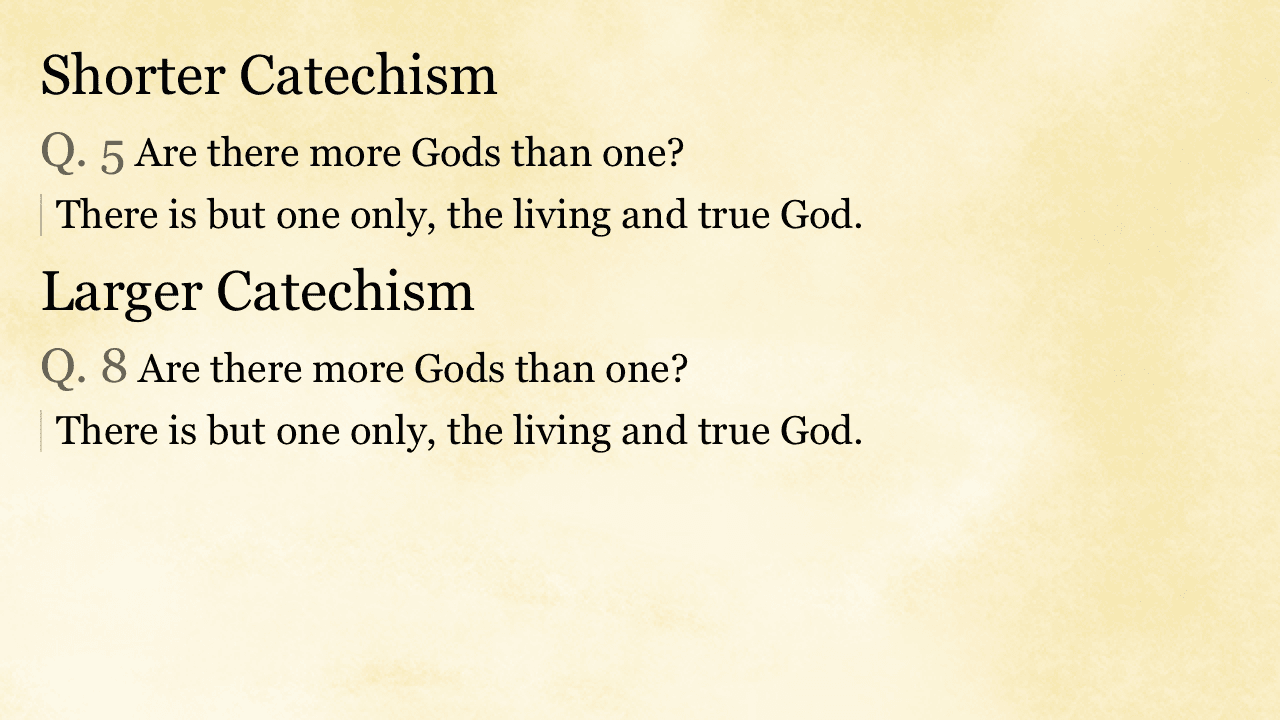 Shorter Catechism
Q. 5 Are there more Gods than one?
There is but one only, the living and true God.
Larger Catechism
Q. 8 Are there more Gods than one?
There is but one only, the living and true God.